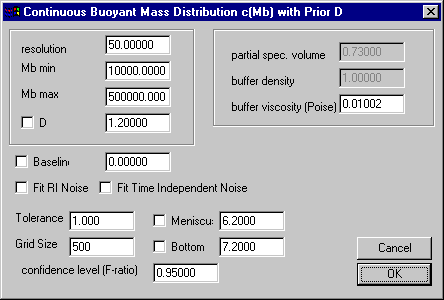 Continuous Buoyant Mass Distribution c(Mb) with Prior D
resolution 50.00000
Mb min 10000.0000
Mb max 500000.000
D 1.20000
partial spec. volume 0.73000
buffer density 1.00000
buffer viscosity (Poise) 0.01002
Baseline 0.00000
Fit RI Noise Fit Time Independent Noise
Tolerance 1.000 Meniscu: 6.2000
Grid Size 500 Bottom 7.2000
confidence level (F-ratio) 0.95000
Cancel
OK